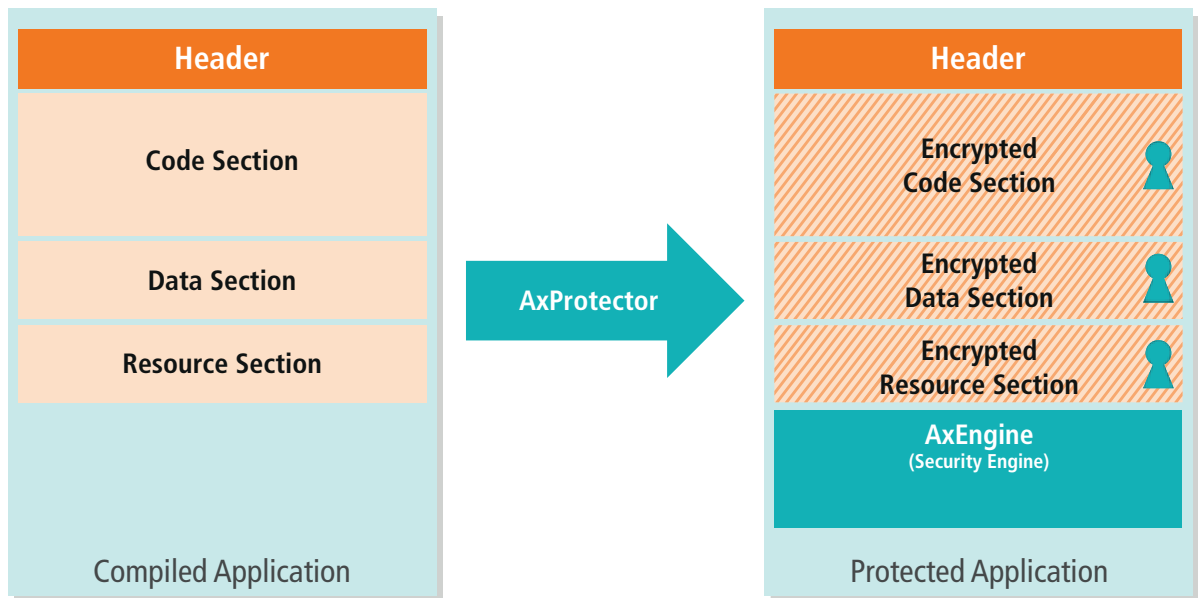 Header
Code Section
Data Section
Resource Section
Compiled Application
AxProtector
Header
Encrypted
Code Section
Encrypted
Data Section
Encrypted
Resource Section
AxEngine
(Security Engine)
Protected Application